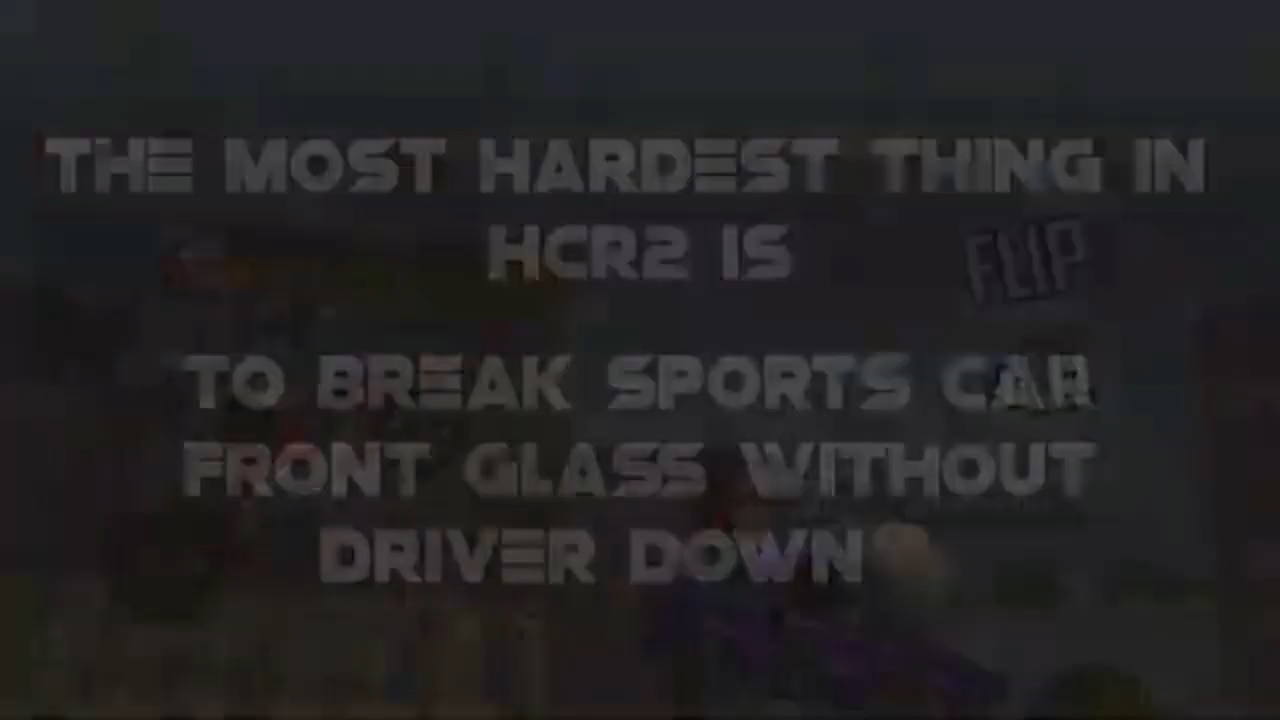 THE MOST HARDEST THING IN
HCR2 IS
FLIP
TO BREAK SPORTS CAR
FRONT GLASS WITHOUT
DRIVER DOWN